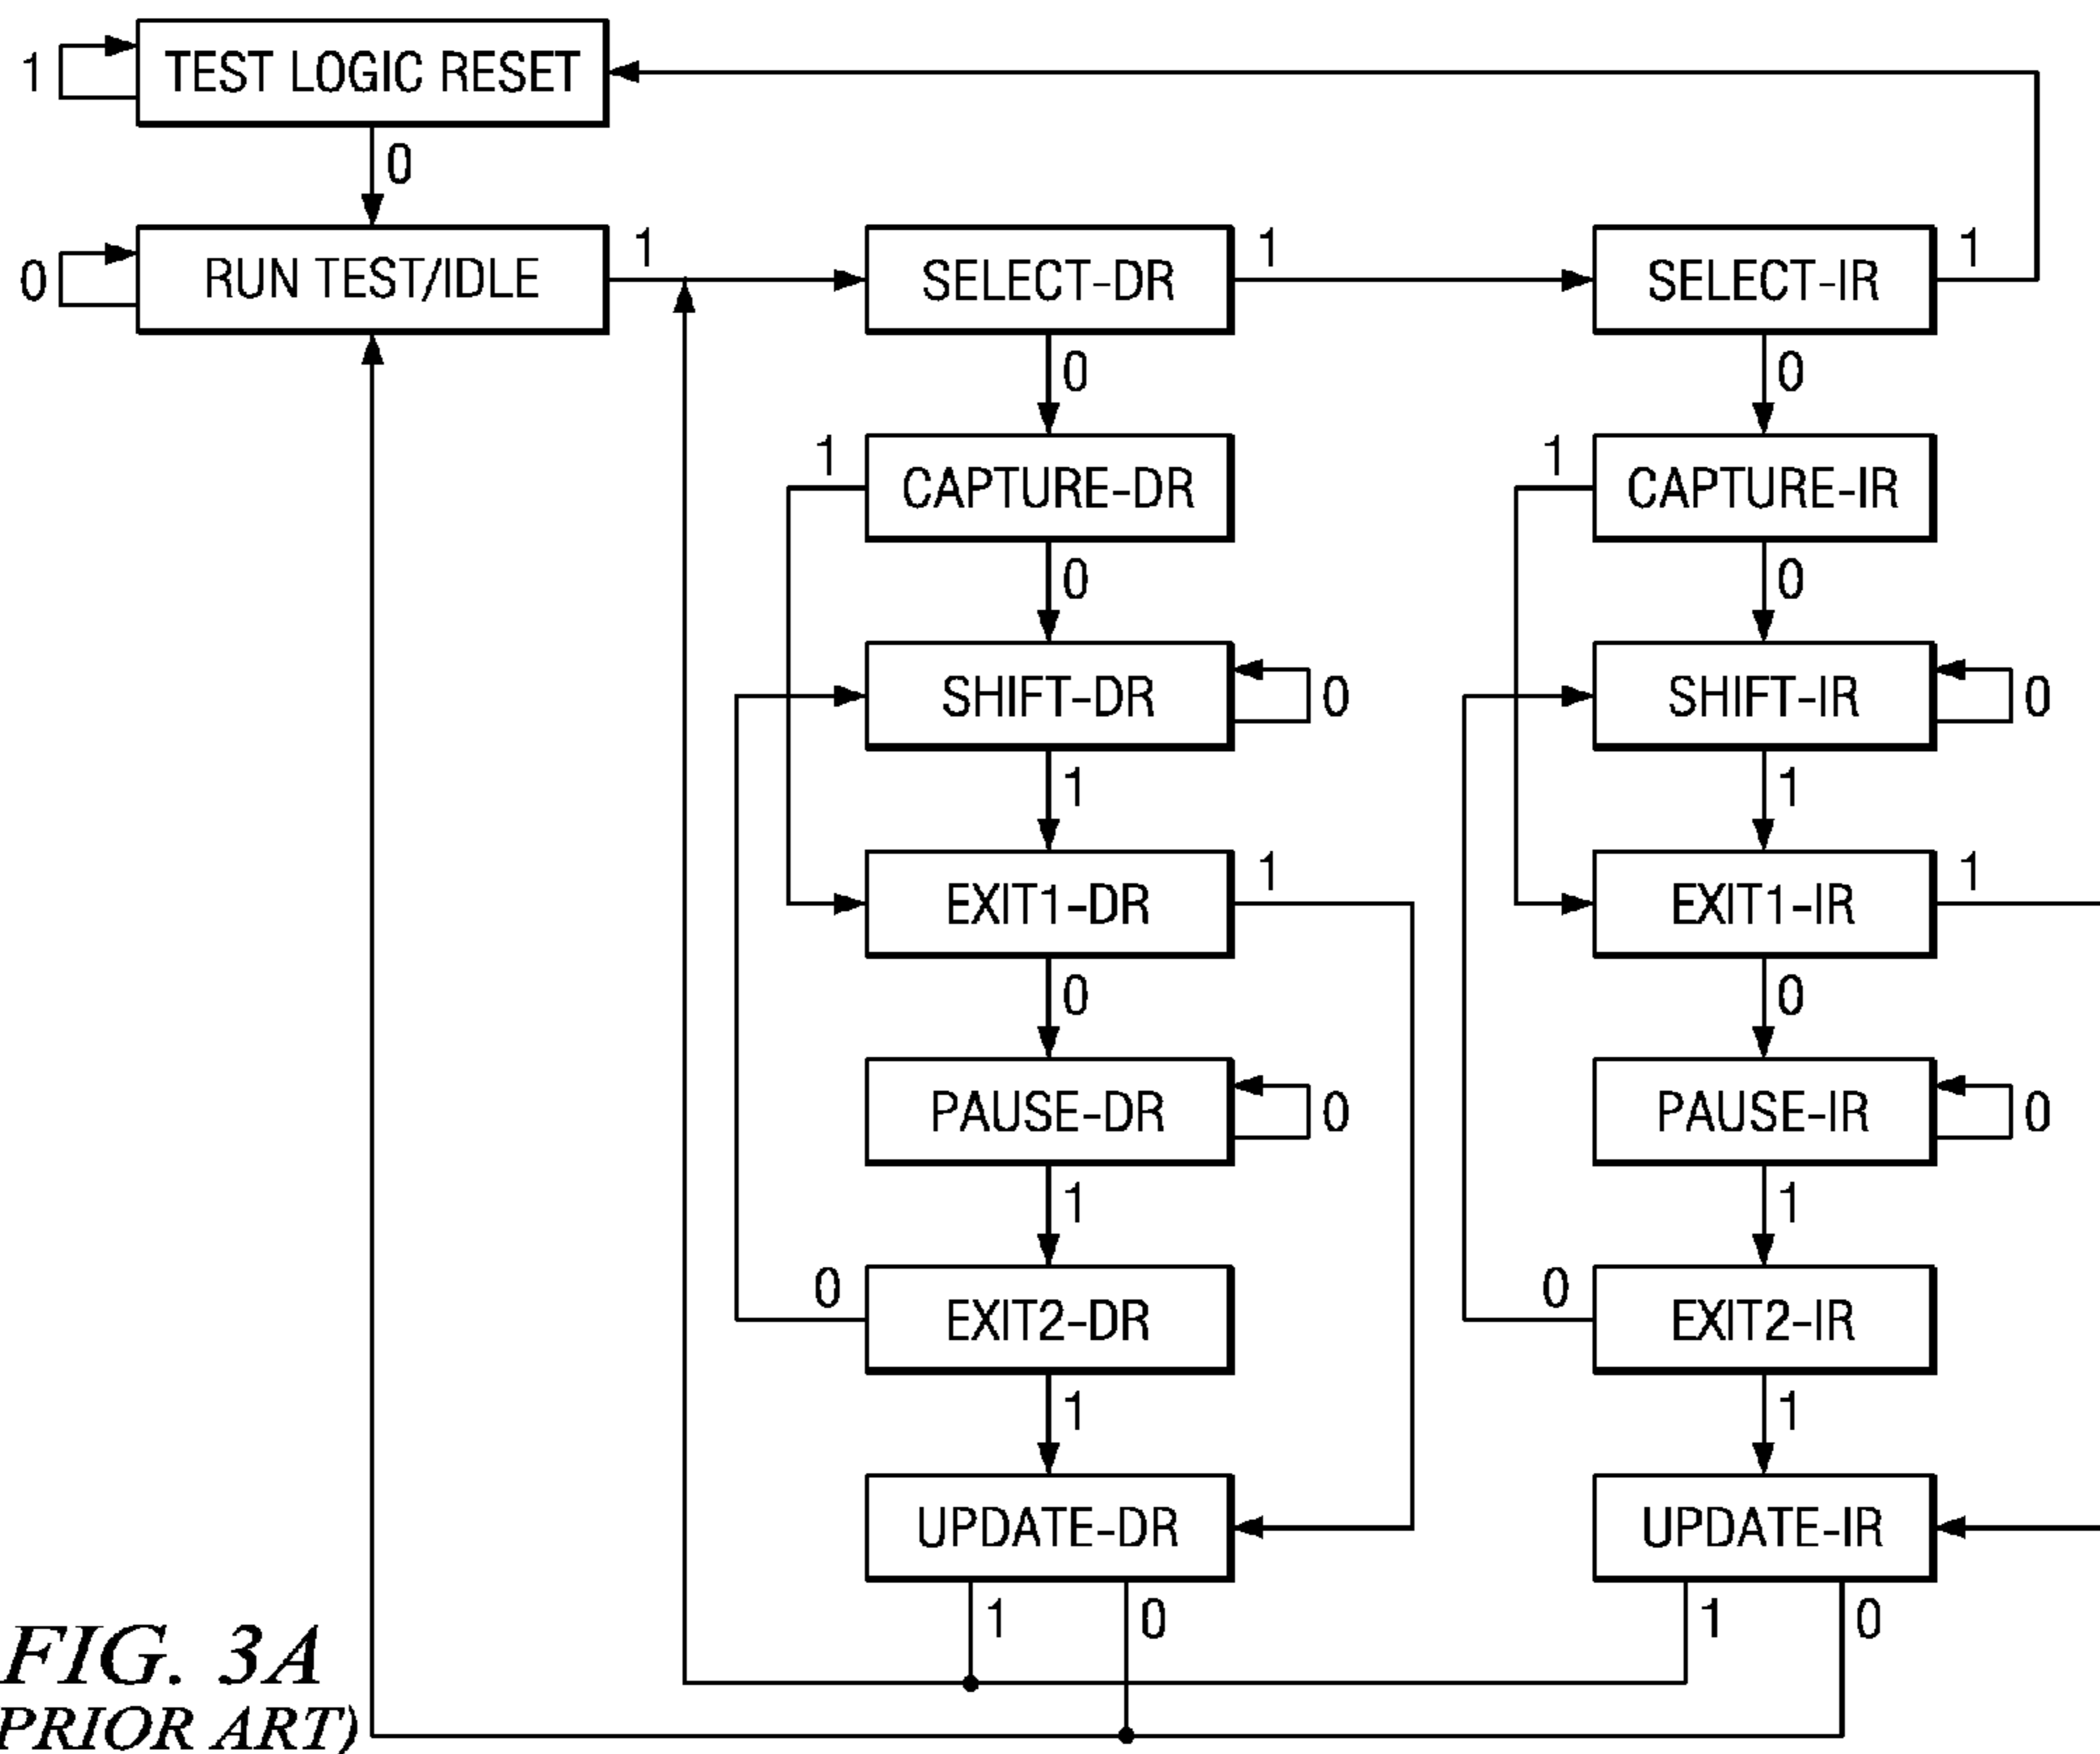 1
TEST LOGIC RESET
0
0
RUN TEST/IDLE
1
SELECT-DR
1
SELECT-IR
1
0
0
1
CAPTURE-DR
1
CAPTURE-IR
0
0
SHIFT-DR
0
SHIFT-IR
0
1
1
EXIT1-DR
1
EXIT1-IR
1
0
0
PAUSE-DR
0
PAUSE-IR
0
1
1
0
EXIT2-DR
0
EXIT2-IR
1
1
UPDATE-DR
UPDATE-IR
1
0
1
0
FIG. 3A
PRIOR ART)